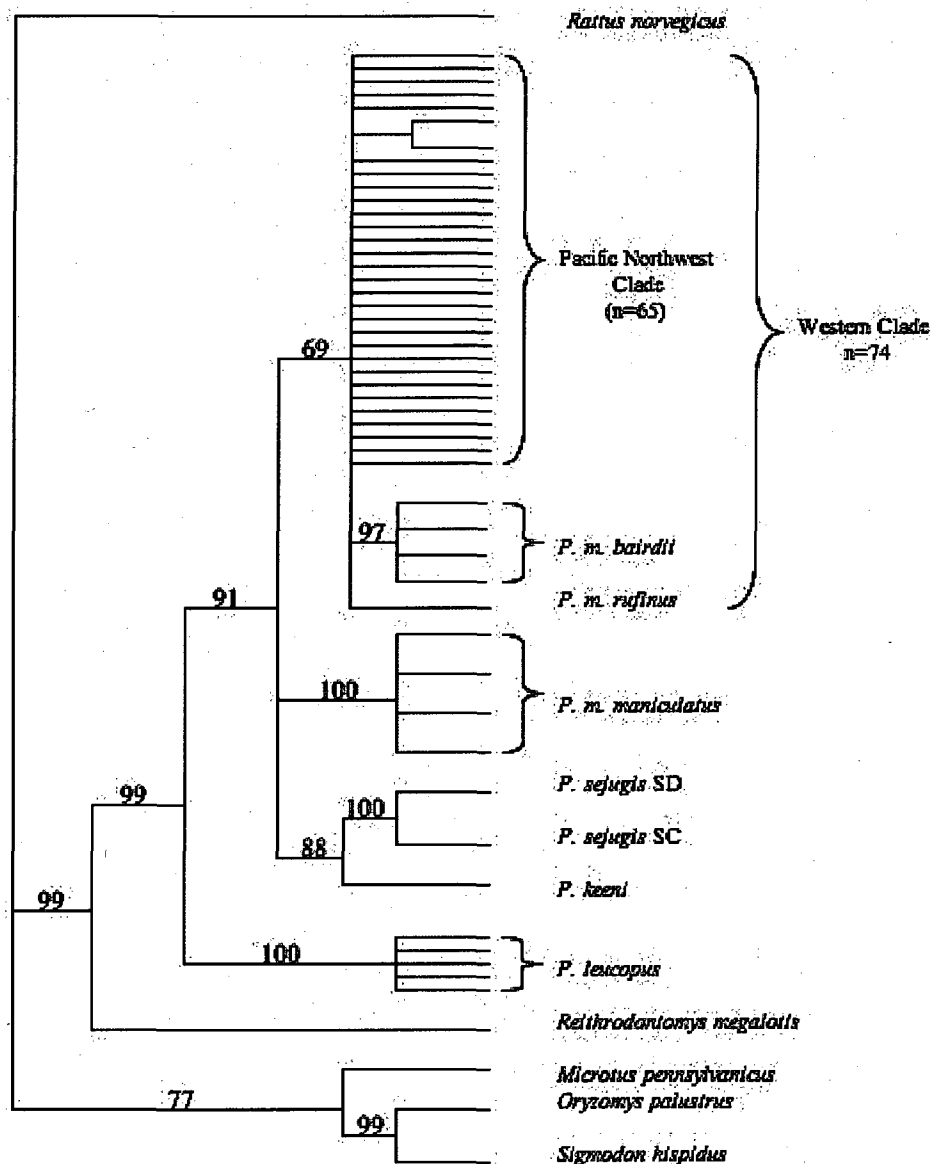 Rattus norvegicus
Pacific Northwest
Clade
(n=65)
Western Clade
n=74
69
97
P. m. bairdii
P. m. rufinus
91
100
P. m. maniculatus
99
P. sejugis SD
100
P. sejugis SC
88
P. keeni
99
100
P. leucopus
Reithrodontomys megalotis
Microtus pennsylvanicus
77
Oryzomys palustrus
99
Sigmodon hispidus